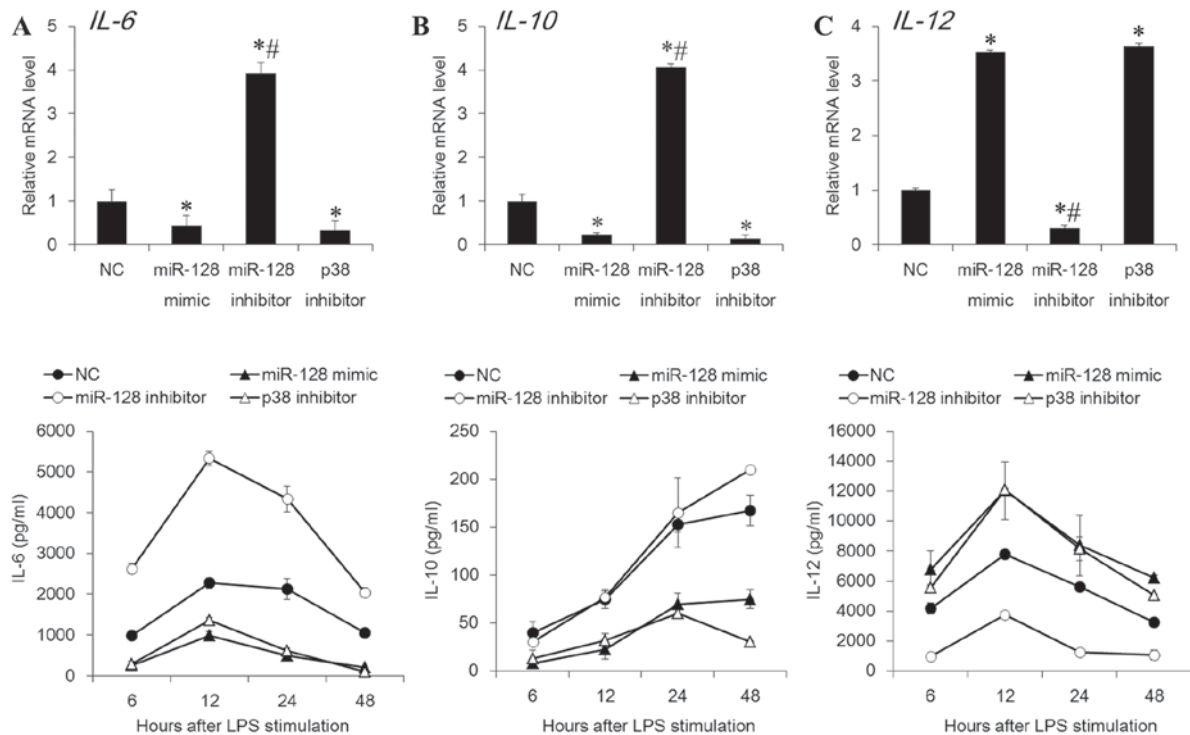 A IL-6
Relative mRNA level
5
4
3
2
1
0
*
*#
*
NC miR-128 mimic miR-128 inhibitor p38 inhibitor
B IL-10
Relative mRNA level
5
4
3
2
1
0
*
*#
*
NC miR-128 mimic miR-128 inhibitor p38 inhibitor
C IL-12
Relative mRNA level
4
3
2
1
0
*
*#
*
NC miR-128 mimic miR-128 inhibitor p38 inhibitor
NC miR-128 mimic
miR-128 inhibitor p38 inhibitor
IL-6 (pg/ml)
6000
5000
4000
3000
2000
1000
0
6 12 24 48
Hours after LPS stimulation
NC miR-128 mimic
miR-128 inhibitor p38 inhibitor
IL-10 (pg/ml)
250
200
150
100
50
0
6 12 24 48
Hours after LPS stimulation
NC miR-128 mimic
miR-128 inhibitor p38 inhibitor
IL-12 (pg/ml)
16000
14000
12000
10000
8000
6000
4000
2000
0
6 12 24 48
Hours after LPS stimulation